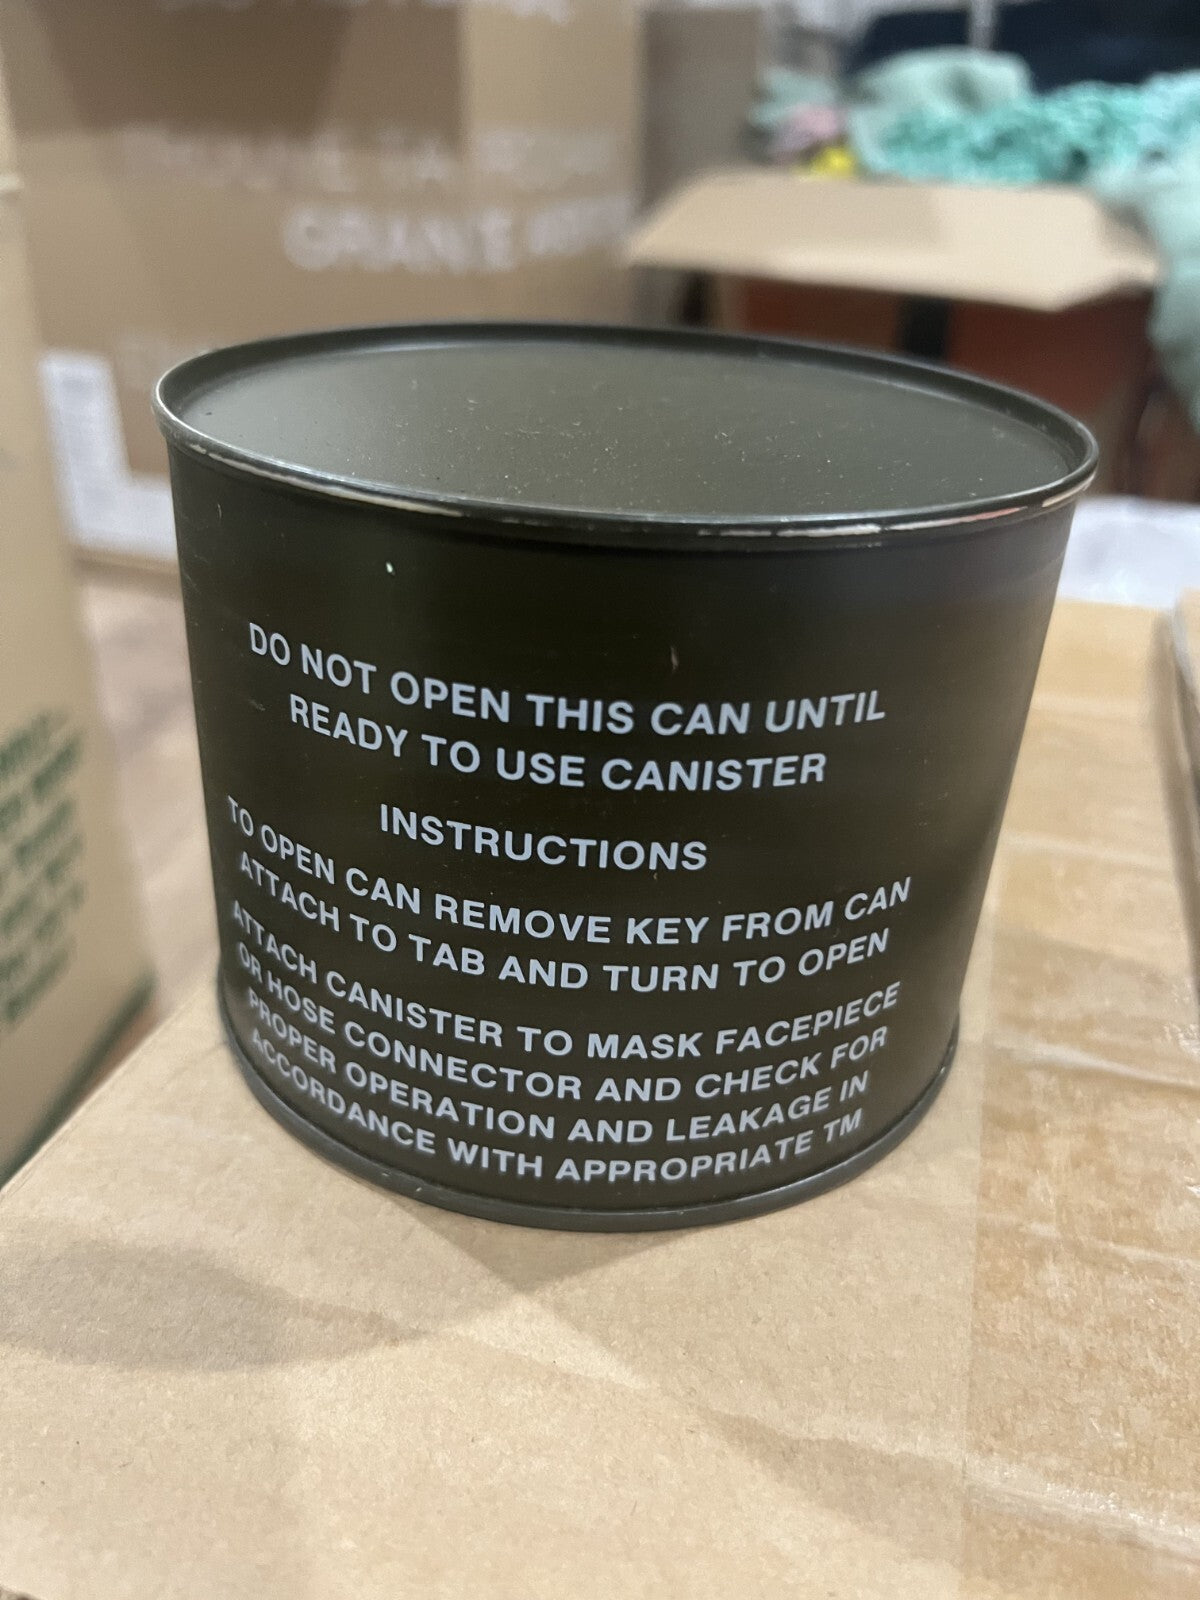 DO NOT OPEN THIS CAN UNTIL
READY TO USE CANISTER
INSTRUCTIONS
TO OPEN CAN REMOVE KEY FROM CAN
ATTACH TO TAB AND TURN TO OPEN
ATTACH CANISTER TO MASK FACEPIECE
OR HOSE CONNECTOR AND CHECK FOR
PROPER OPERATION AND LEAKAGE IN
ACCORDANCE WITH APPROPRIATE TM